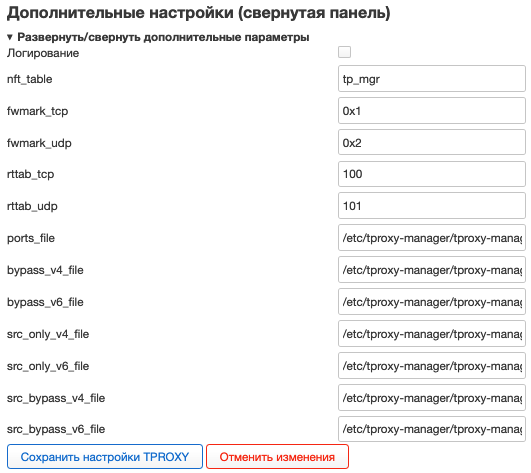 Дополнительные настройки (свернутая панель)
▼ Развернуть/свернуть дополнительные параметры
Логирование
nft_table tp_mgr
fwmark_tcp 0x1
fwmark_udp 0x2
rttab_tcp 100
rttab_udp 101
ports_file /etc/tproxy-manager/tproxy-manag
bypass_v4_file /etc/tproxy-manager/tproxy-manag
bypass_v6_file /etc/tproxy-manager/tproxy-manag
src_only_v4_file /etc/tproxy-manager/tproxy-manag
src_only_v6_file /etc/tproxy-manager/tproxy-manag
src_bypass_v4_file /etc/tproxy-manager/tproxy-manag
src_bypass_v6_file /etc/tproxy-manager/tproxy-manag
Сохранить настройки TPROXY Отменить изменения